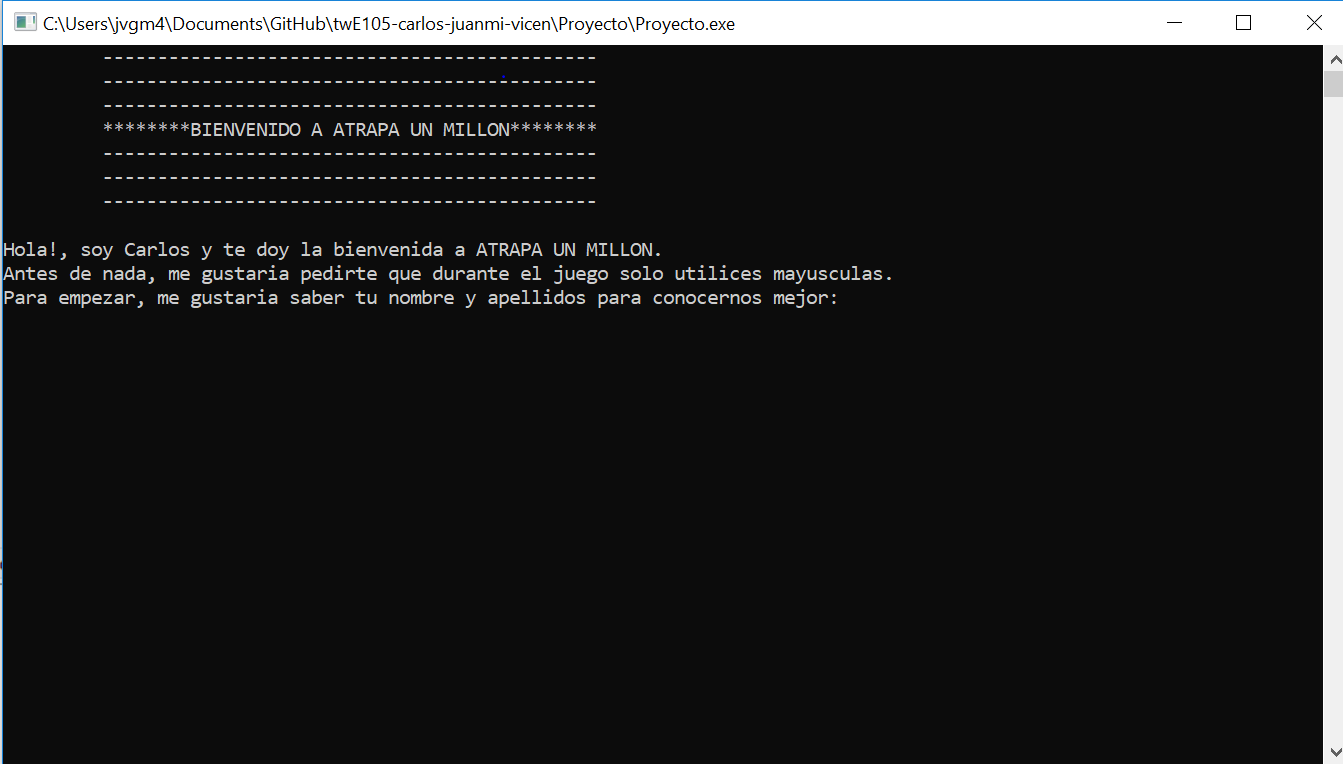 C:\Users\jvgm4\Documents\GitHub\twE105-carlos-juanmi-vicen\Proyecto\Proyecto.exe
---------------------------------------------
---------------------------------------------
---------------------------------------------
********BIENVENIDO A ATRAPA UN MILLON********
---------------------------------------------
---------------------------------------------
---------------------------------------------
Hola!, soy Carlos y te doy la bienvenida a ATRAPA UN MILLON.
Antes de nada, me gustaria pedirte que durante el juego solo utilices mayusculas.
Para empezar, me gustaria saber tu nombre y apellidos para conocernos mejor: